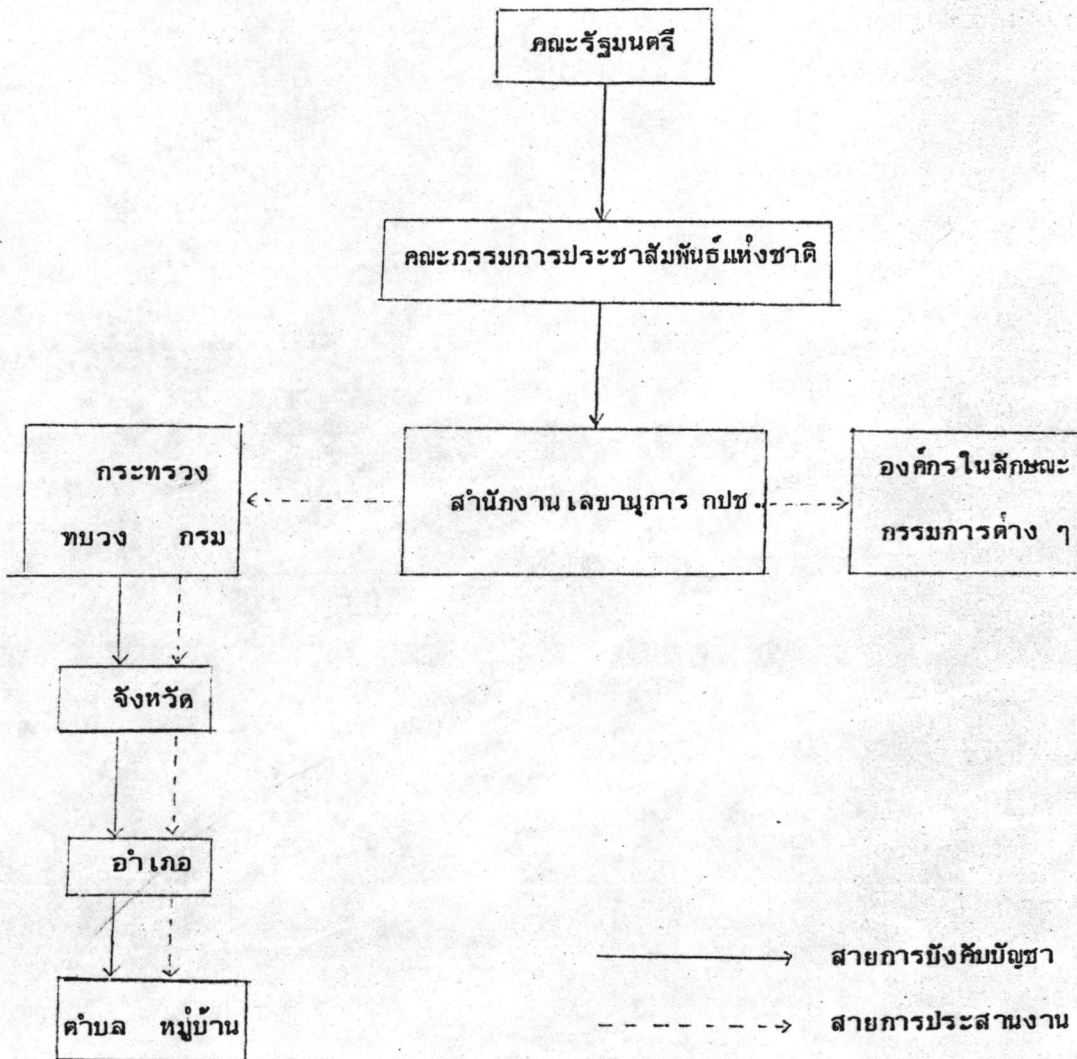 คณะรัฐมนตรี
คณะกรรมการประชาสัมพันธ์แห่งชาติ
กระทรวง
ทบวง กรม
สำนักงานเลขานุการ กปช.
องค์กรในลักษณะ
กรรมการต่าง ๆ
จังหวัด
อำเภอ
ตำบล หมู่บ้าน
สายการบังคับบัญชา
สายการประสานงาน